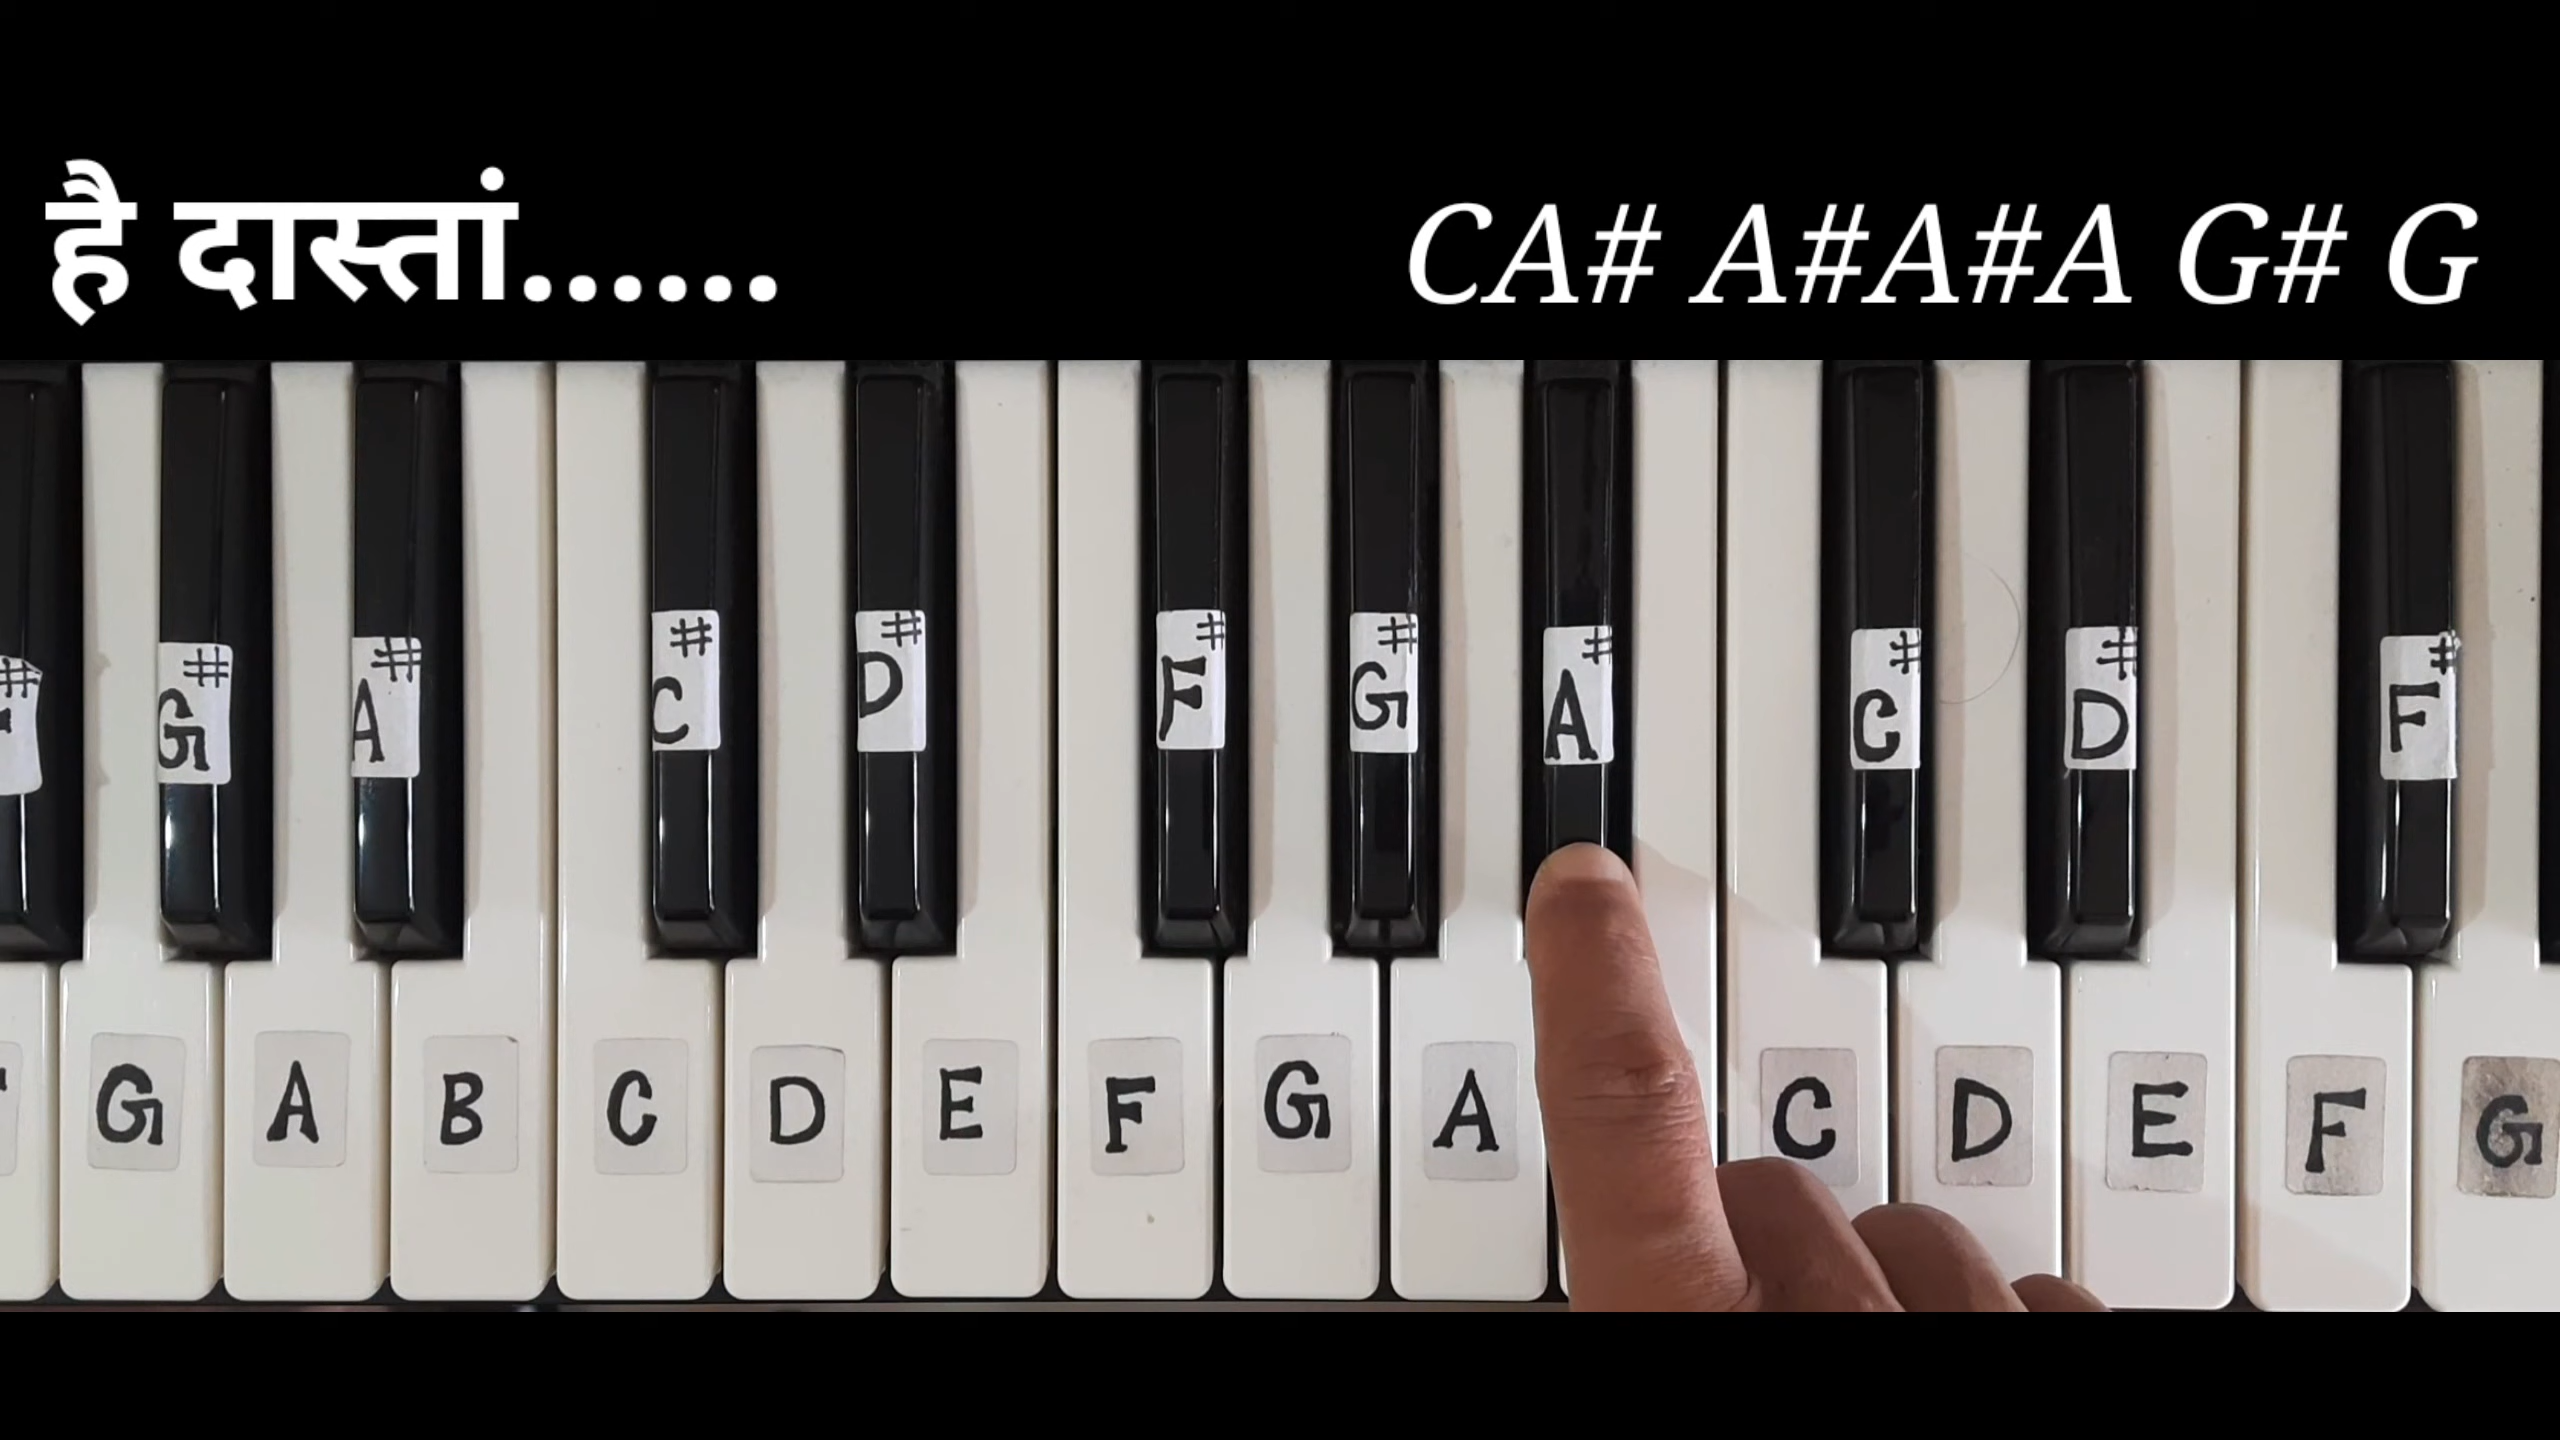 है दास्तां......
CA# A#A#A G# G
G# A# C# D# F# G# A# C# D# F#
G A B C D E F G A C D E F G